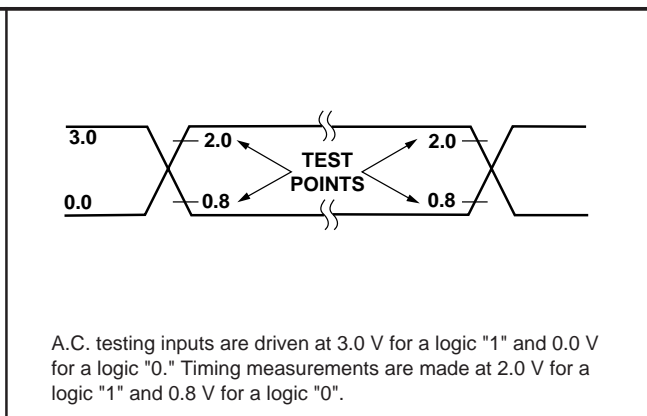 3.0
2.0
2.0
TEST
POINTS
0.0
0.8
0.8
A.C. testing inputs are driven at 3.0 V for a logic "1" and 0.0 V
for a logic "0." Timing measurements are made at 2.0 V for a
logic "1" and 0.8 V for a logic "0".